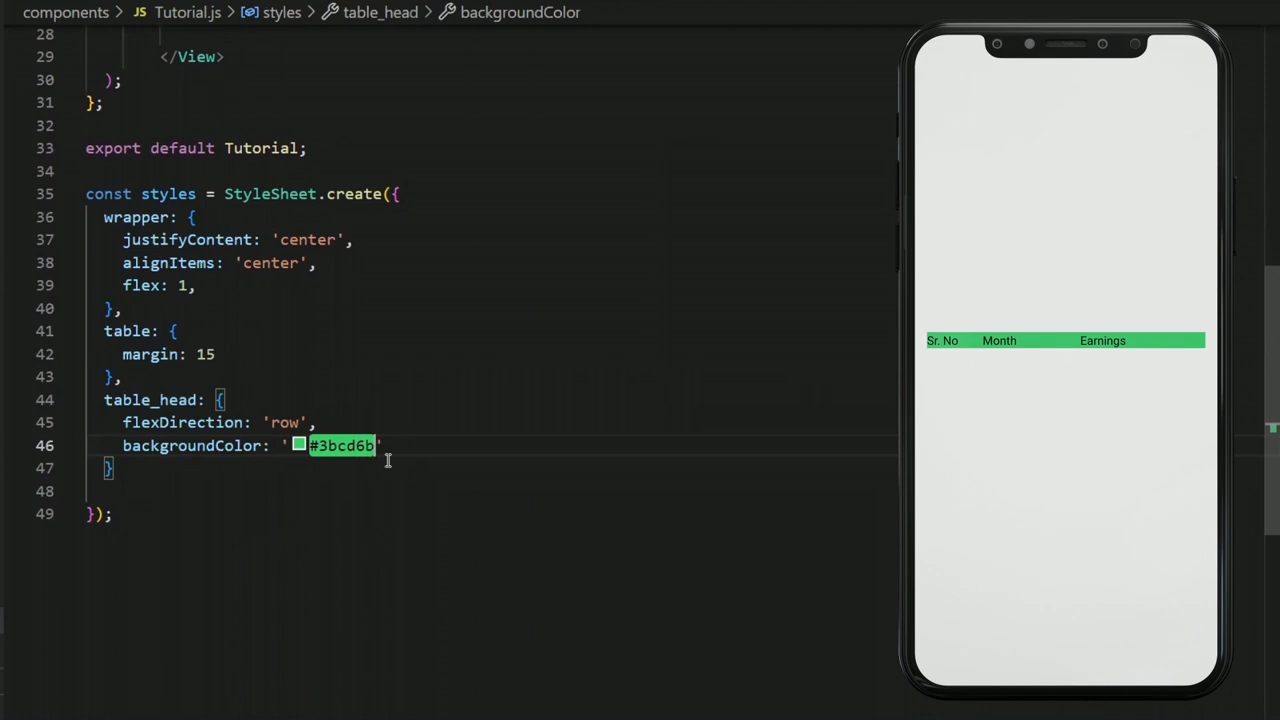 components > JS Tutorial.js > styles > table_head > backgroundColor
28
29 </View>
30 );
31 };
32
33 export default Tutorial;
34
35 const styles = StyleSheet.create({
36 wrapper: {
37 justifyContent: 'center',
38 alignItems: 'center',
39 flex: 1,
40 },
41 table: {
42 margin: 15
43 },
44 table_head: {
45 flexDirection: 'row',
46 backgroundColor: '#3bcd6b'
47 }
48
49 });
Sr. No Month Earnings